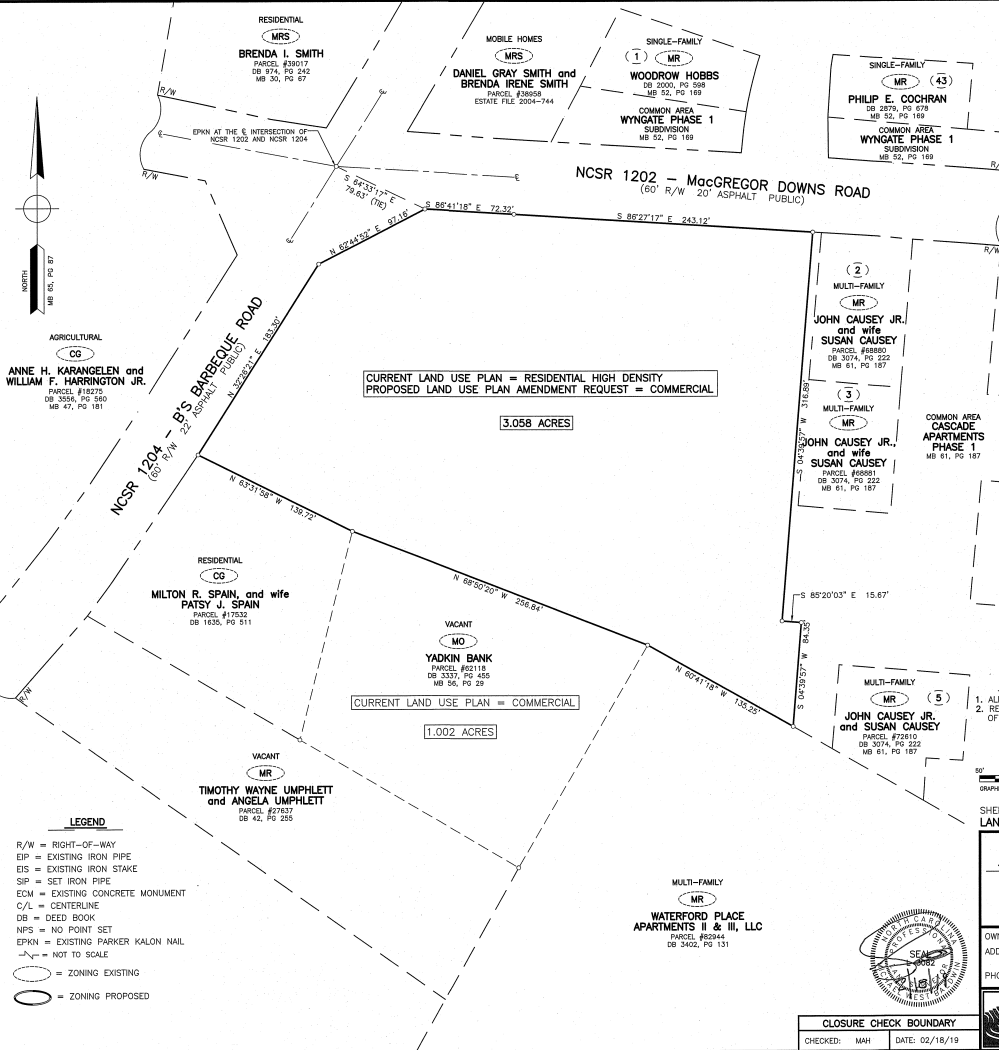 RESIDENTIAL
MRS
BRENDA I. SMITH
PARCEL #39017
DB 974, PG 242
MB 30, PG 67
MOBILE HOMES
MRS
DANIEL GRAY SMITH and
BRENDA IRENE SMITH
PARCEL #38958
ESTATE FILE 2004-744
SINGLE-FAMILY
1
MR
WOODROW HOBBS
DB 2000, PG 598
MB 52, PG 169
COMMON AREA
WYNGATE PHASE 1
SUBDIVISION
MB 52, PG 169
SINGLE-FAMILY
MR
43
PHILIP E. COCHRAN
DB 2879, PG 678
MB 52, PG 169
COMMON AREA
WYNGATE PHASE 1
SUBDIVISION
MB 52, PG 169
R/W
R/W
EPKN AT THE ℄ INTERSECTION OF
NCSR 1202 AND NCSR 1204
℄
℄
℄
℄
S 64°33'17" E
79.63' (TIE)
NCSR 1202 - MacGREGOR DOWNS ROAD
(60' R/W 20' ASPHALT PUBLIC)
R/W
S 86°41'18" E 72.32'
S 86°27'17" E 243.12'
N 62°44'52" E 97.16'
N 32°28'21" E 183.30'
NORTH
MB 65, PG 87
NCSR 1204 - B'S BARBEQUE ROAD
(60' R/W 22' ASPHALT PUBLIC)
AGRICULTURAL
CG
ANNE H. KARANGELEN and
WILLIAM F. HARRINGTON JR.
PARCEL #18275
DB 3556, PG 560
MB 47, PG 181
CURRENT LAND USE PLAN = RESIDENTIAL HIGH DENSITY
PROPOSED LAND USE PLAN AMENDMENT REQUEST = COMMERCIAL
3.058 ACRES
2
MULTI-FAMILY
MR
JOHN CAUSEY JR.
and wife
SUSAN CAUSEY
PARCEL #68880
DB 3074, PG 222
MB 61, PG 187
3
MULTI-FAMILY
MR
JOHN CAUSEY JR.,
and wife
SUSAN CAUSEY
PARCEL #68881
DB 3074, PG 222
MB 61, PG 187
COMMON AREA
CASCADE
APARTMENTS
PHASE 1
MB 61, PG 187
S 04°39'57" W 316.89'
N 63°31'58" W 139.72'
N 68°50'20" W 256.84'
S 85°20'03" E 15.67'
S 04°39'57" W 84.35'
N 60°41'18" W 135.25'
RESIDENTIAL
CG
MILTON R. SPAIN, and wife
PATSY J. SPAIN
PARCEL #17532
DB 1635, PG 511
VACANT
MO
YADKIN BANK
PARCEL #62118
DB 3337, PG 455
MB 56, PG 29
CURRENT LAND USE PLAN = COMMERCIAL
1.002 ACRES
R/W
MULTI-FAMILY
MR
5
JOHN CAUSEY JR.
and SUSAN CAUSEY
PARCEL #72610
DB 3074, PG 222
MB 61, PG 187
VACANT
MR
TIMOTHY WAYNE UMPHLETT
and ANGELA UMPHLETT
PARCEL #27637
DB 42, PG 255
1.
2.
50'
LEGEND
R/W = RIGHT-OF-WAY
EIP = EXISTING IRON PIPE
EIS = EXISTING IRON STAKE
SIP = SET IRON PIPE
ECM = EXISTING CONCRETE MONUMENT
C/L = CENTERLINE
DB = DEED BOOK
NPS = NO POINT SET
EPKN = EXISTING PARKER KALON NAIL
= NOT TO SCALE
= ZONING EXISTING
= ZONING PROPOSED
MULTI-FAMILY
MR
WATERFORD PLACE
APARTMENTS II & III, LLC
PARCEL #82944
DB 3402, PG 131
NORTH CAROLINA
PROFESSIONAL
SEAL
LAND SURVEYOR
MICHAEL WEST BALDWIN
CLOSURE CHECK BOUNDARY
CHECKED: MAH
DATE: 02/18/19